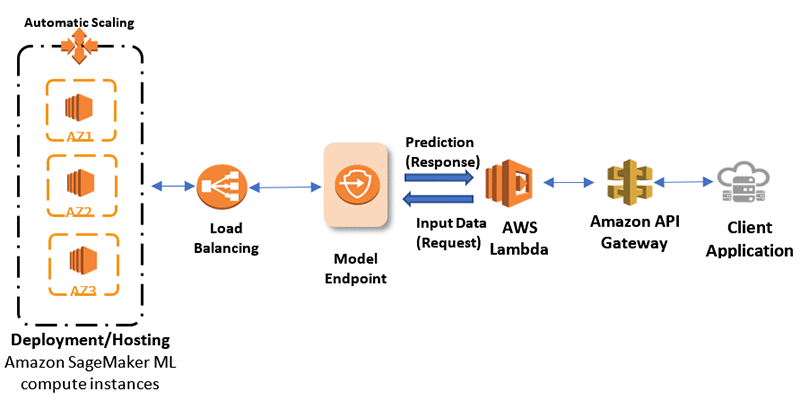 Automatic Scaling
AZ1
AZ2
AZ3
Deployment/Hosting
Amazon SageMaker ML
compute instances
Load
Balancing
Model
Endpoint
Prediction
(Response)
Input Data
(Request)
AWS
Lambda
Amazon API
Gateway
Client
Application